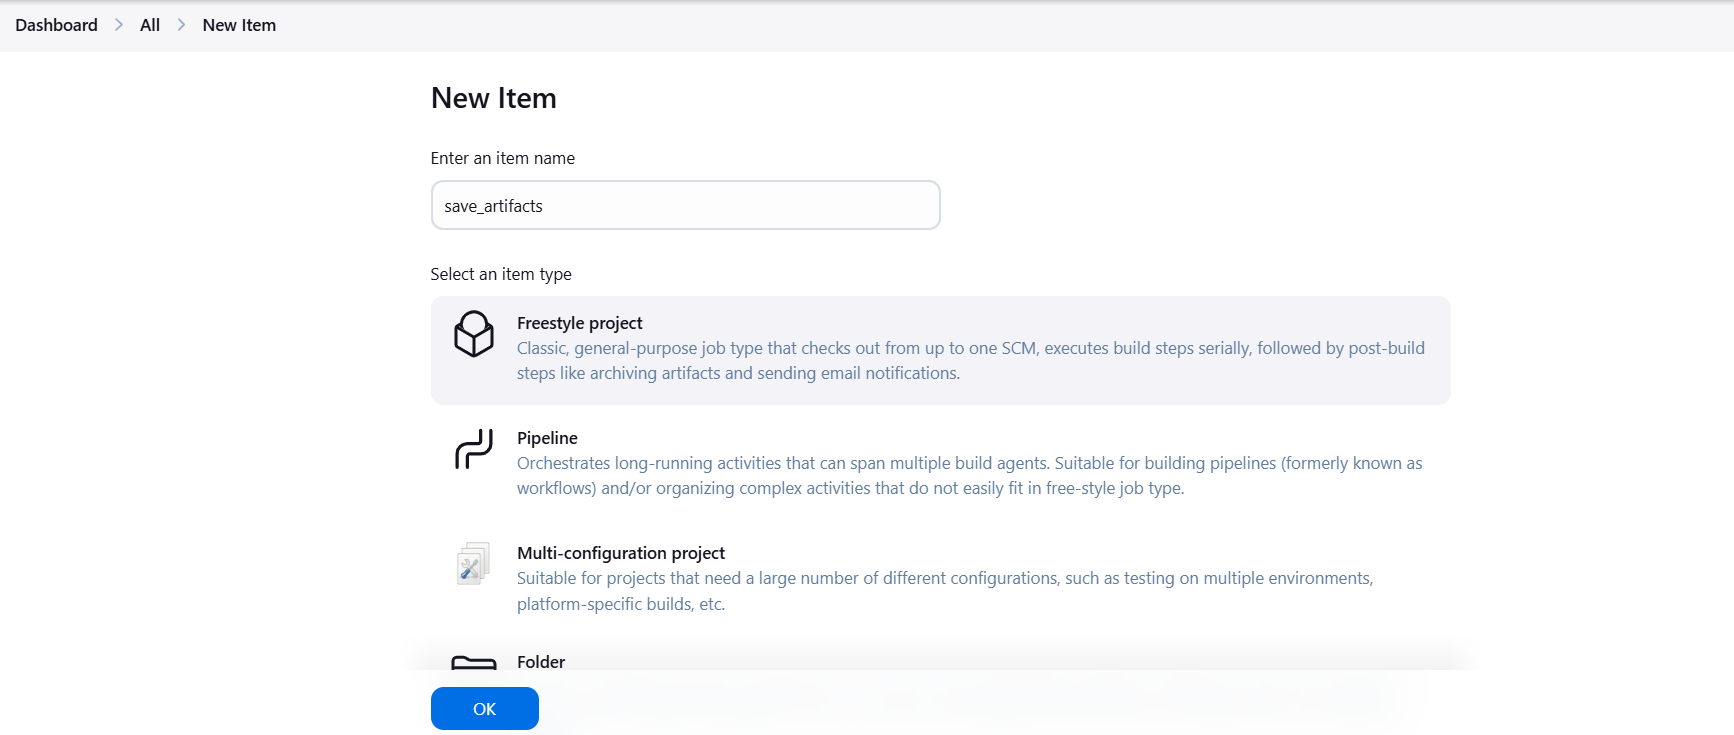 Dashboard > All > New Item
New Item
Enter an item name
save_artifacts
Select an item type
Freestyle project
Classic, general-purpose job type that checks out from up to one SCM, executes build steps serially, followed by post-build
steps like archiving artifacts and sending email notifications.
Pipeline
Orchestrates long-running activities that can span multiple build agents. Suitable for building pipelines (formerly known as
workflows) and/or organizing complex activities that do not easily fit in free-style job type.
Multi-configuration project
Suitable for projects that need a large number of different configurations, such as testing on multiple environments,
platform-specific builds, etc.
Folder
OK